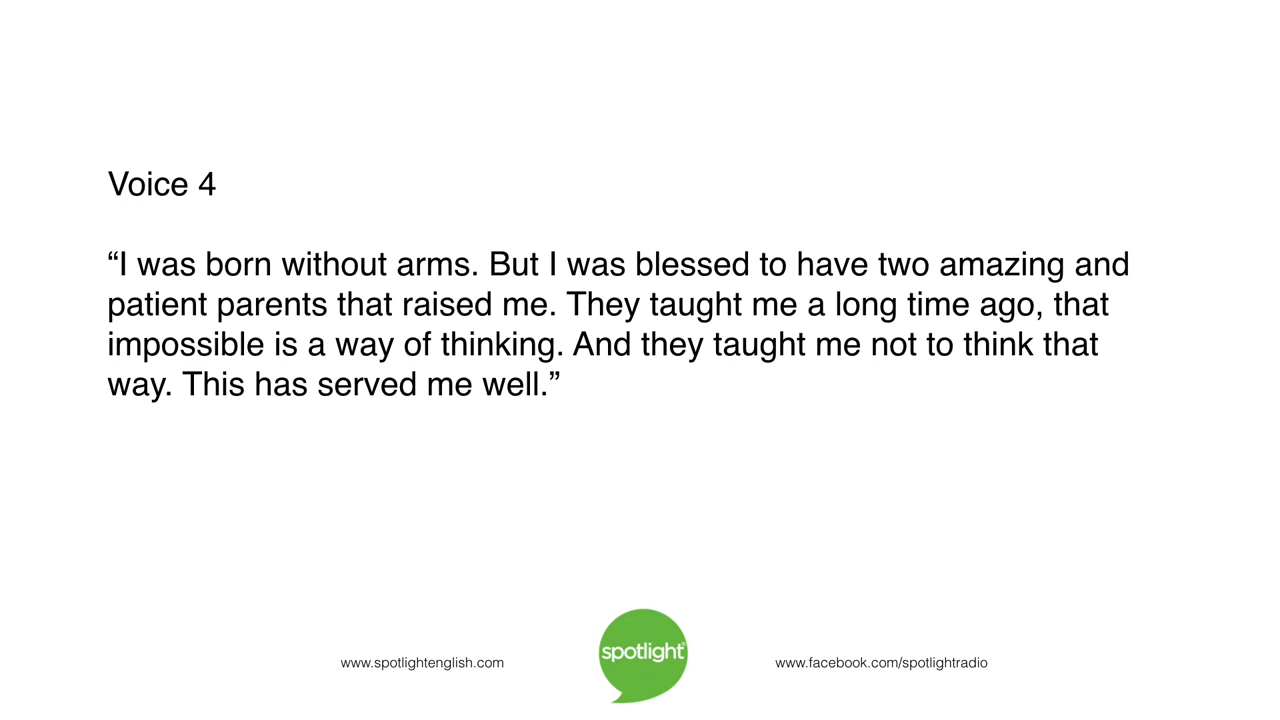 Voice 4
“I was born without arms. But I was blessed to have two amazing and
patient parents that raised me. They taught me a long time ago, that
impossible is a way of thinking. And they taught me not to think that
way. This has served me well.”
www.spotlightenglish.com
spotlight®
www.facebook.com/spotlightradio